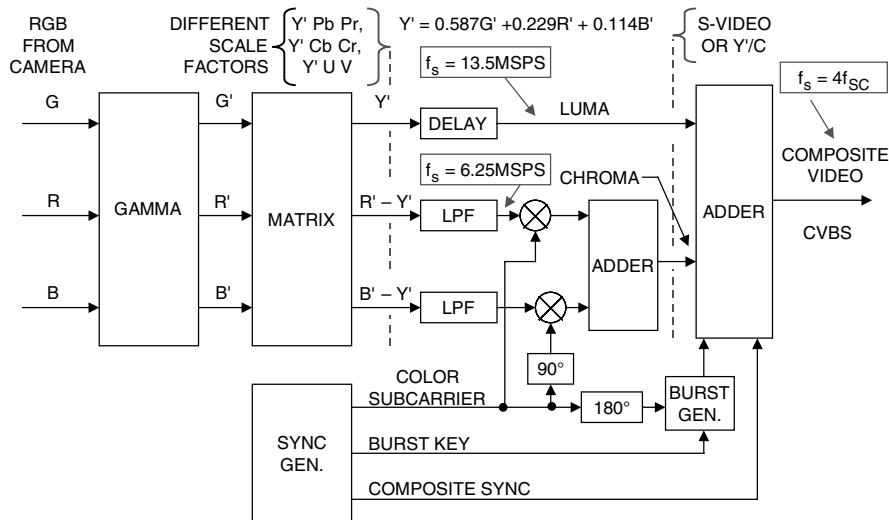 RGB
FROM
CAMERA
DIFFERENT
SCALE
FACTORS
Y' Pb Pr,
Y' Cb Cr,
Y' U V
Y' = 0.587G' +0.229R' + 0.114B'
S-VIDEO
OR Y'/C
fs = 13.5MSPS
fs = 4fSC
G
G'
Y'
DELAY
LUMA
fs = 6.25MSPS
CHROMA
COMPOSITE
VIDEO
R
GAMMA
R'
MATRIX
R' – Y'
LPF
ADDER
ADDER
CVBS
B
B'
B' – Y'
LPF
90°
COLOR
SUBCARRIER
180°
BURST
GEN.
SYNC
GEN.
BURST KEY
COMPOSITE SYNC